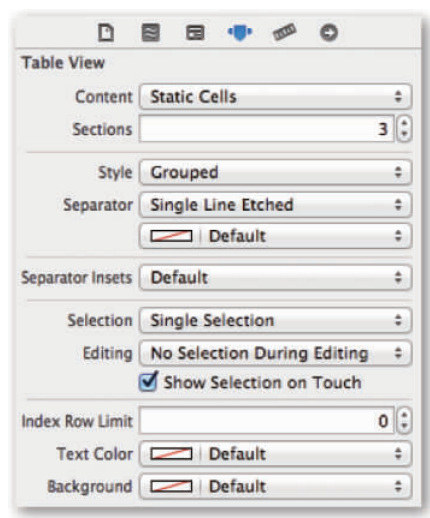 Table View
Content Static Cells
Sections 3
Style Grouped
Separator Single Line Etched
Default
Separator Insets Default
Selection Single Selection
Editing No Selection During Editing
Show Selection on Touch
Index Row Limit 0
Text Color Default
Background Default